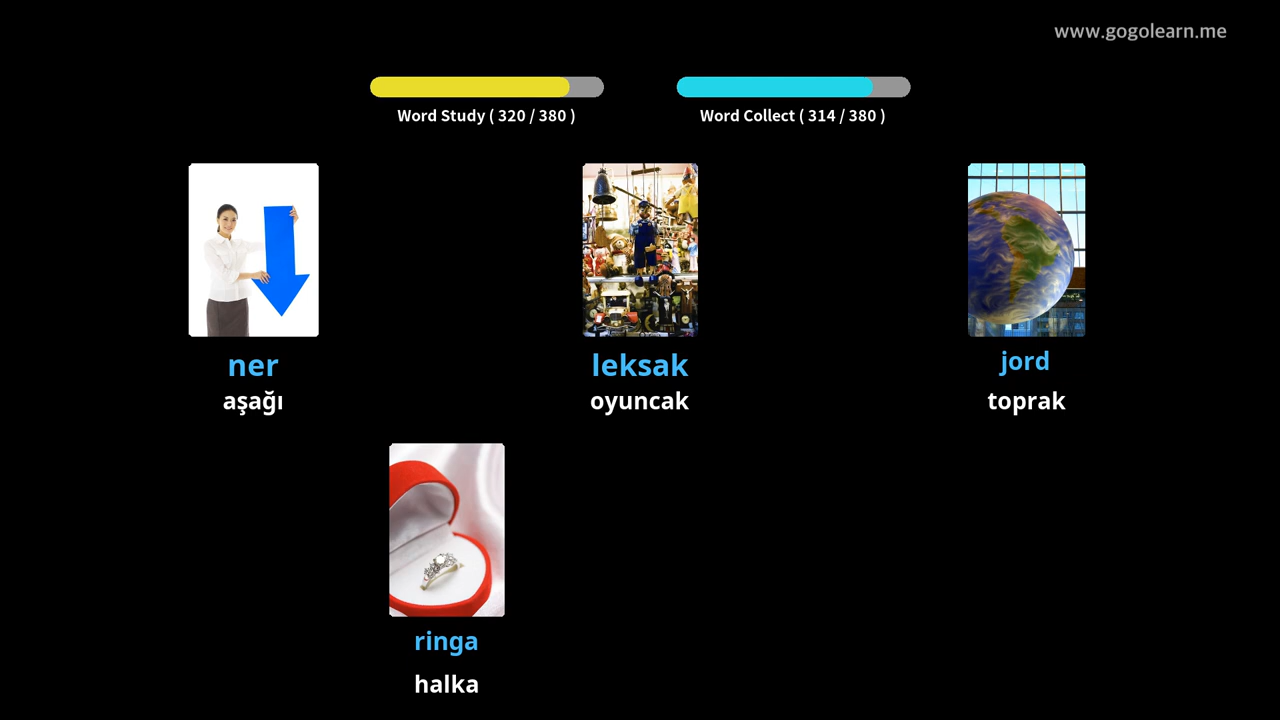 www.gogolearn.me
Word Study ( 320 / 380 )
Word Collect ( 314 / 380 )
ner
leksak
jord
aşağı
oyuncak
toprak
ringa
halka